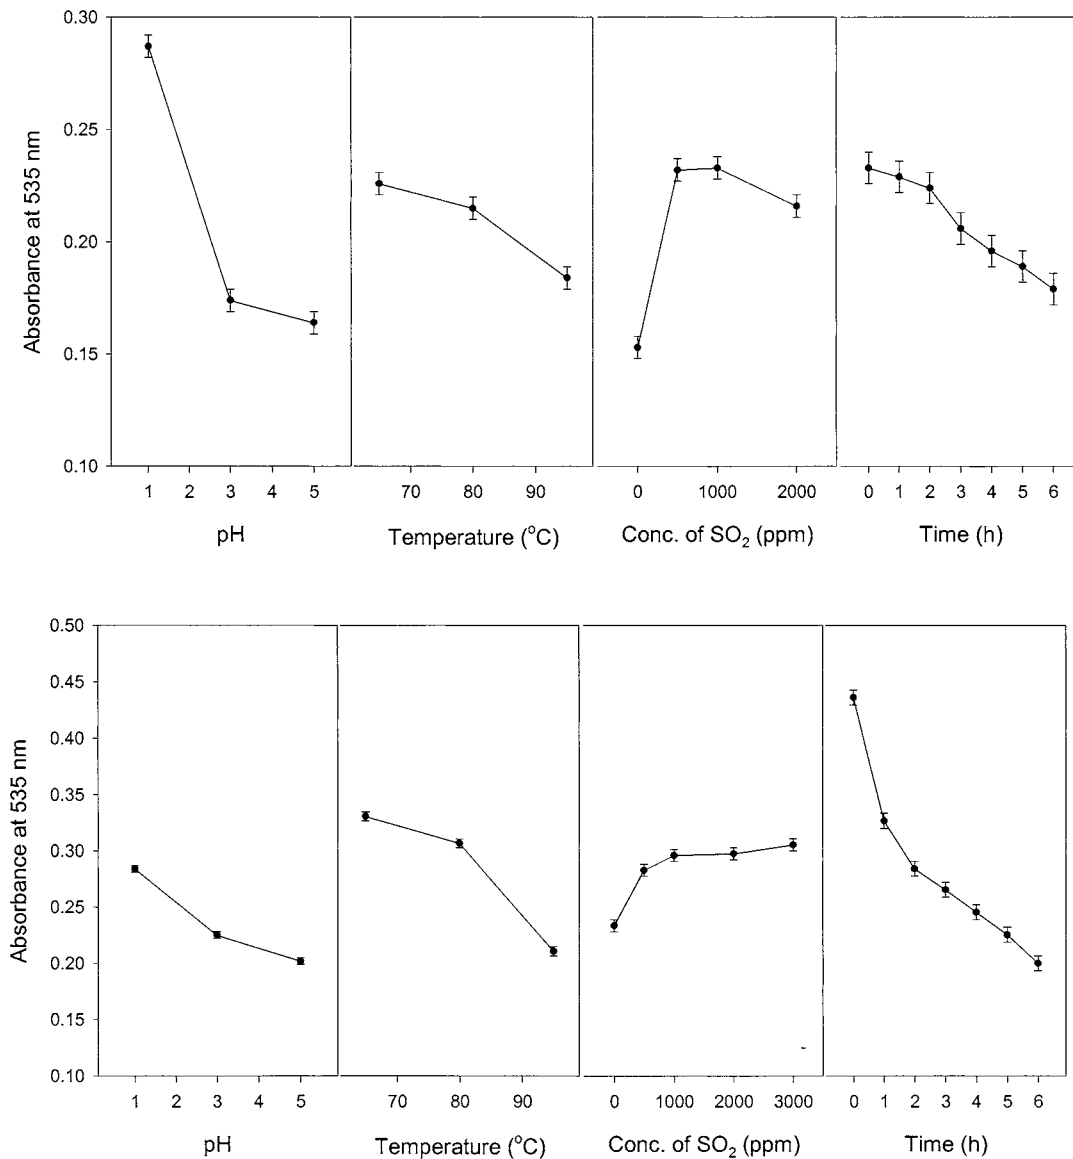 0.30
0.25
0.20
0.15
0.10
Absorbance at 535 nm
1 2 3 4 5
70 80 90
0 1000 2000
0 1 2 3 4 5 6
pH
Temperature (°C)
Conc. of SO₂ (ppm)
Time (h)
0.50
0.45
0.40
0.35
0.30
0.25
0.20
0.15
0.10
Absorbance at 535 nm
1 2 3 4 5
70 80 90
0 1000 2000 3000
0 1 2 3 4 5 6
pH
Temperature (°C)
Conc. of SO₂ (ppm)
Time (h)